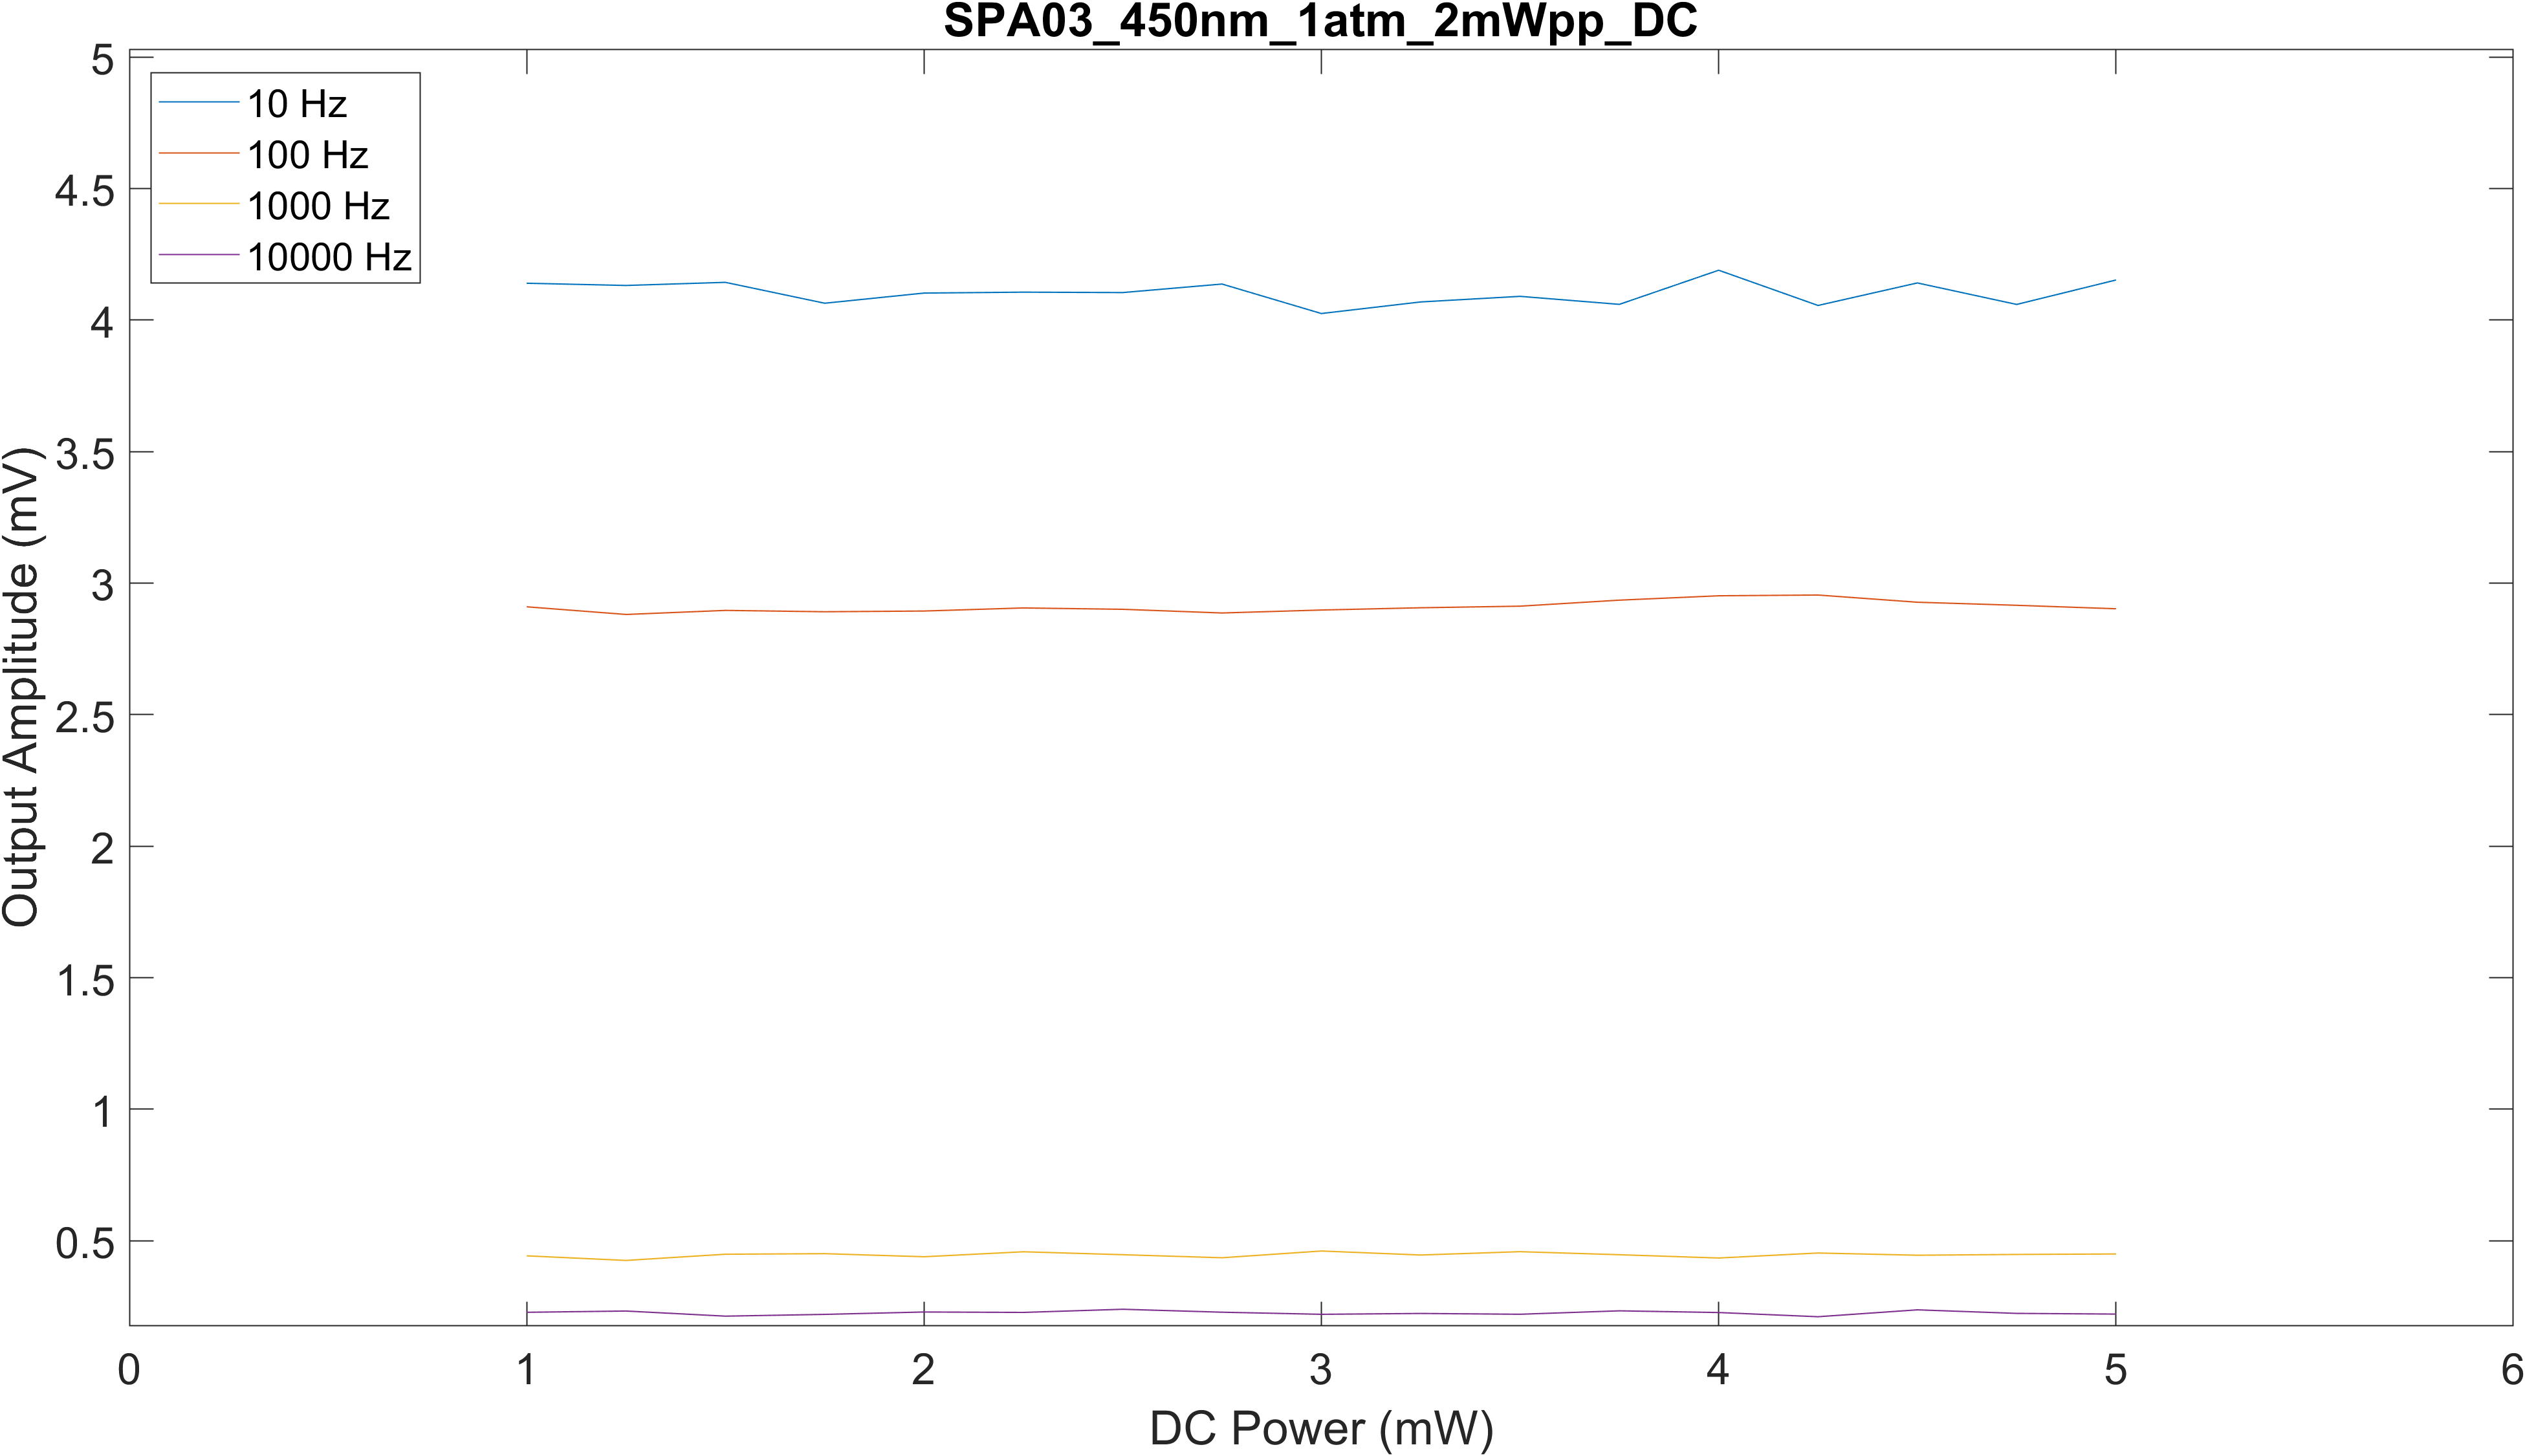 SPA03_450nm_1atm_2mWpp_DC
10 Hz
100 Hz
1000 Hz
10000 Hz
Output Amplitude (mV)
5
4.5
4
3.5
3
2.5
2
1.5
1
0.5
0 1 2 3 4 5 6
DC Power (mW)